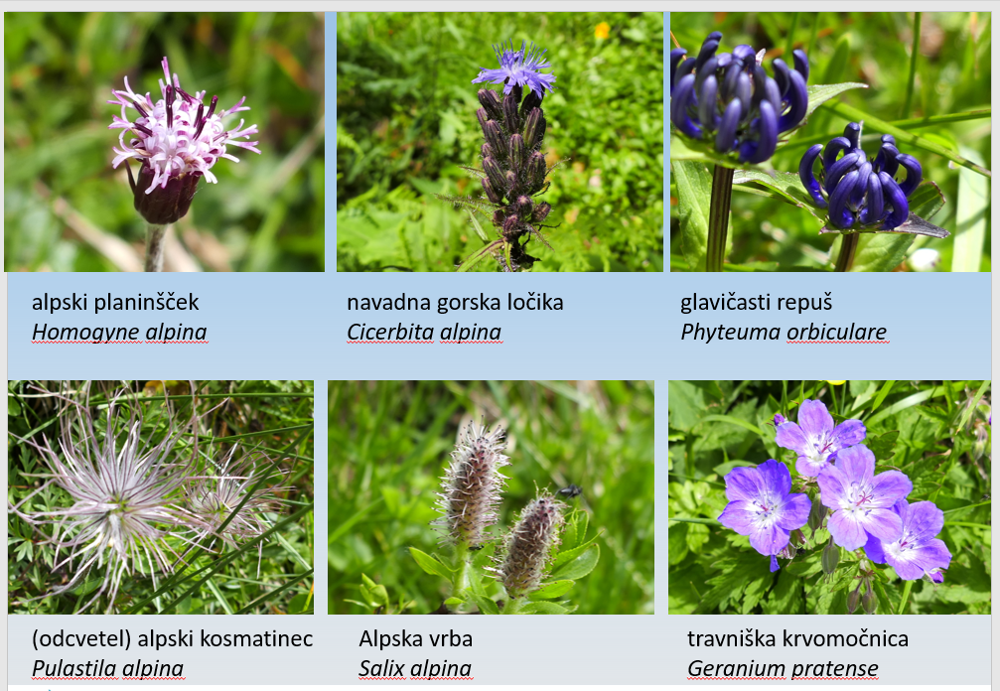 alpski planinšček
Homogyne alpina
navadna gorska ločika
Cicerbita alpina
glavičasti repuš
Phyteuma orbiculare
(odcvetel) alpski kosmatinec
Pulastila alpina
Alpska vrba
Salix alpina
travniška krvomočnica
Geranium pratense